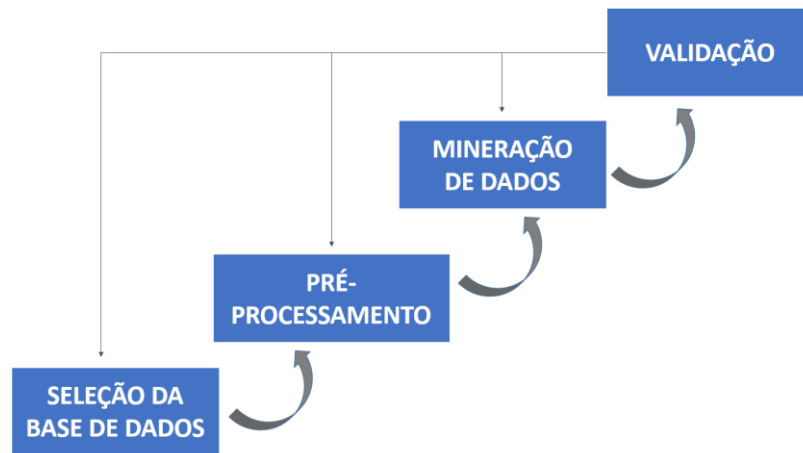 VALIDAÇÃO
MINERAÇÃO
DE DADOS
PRÉ-
PROCESSAMENTO
SELEÇÃO DA
BASE DE DADOS